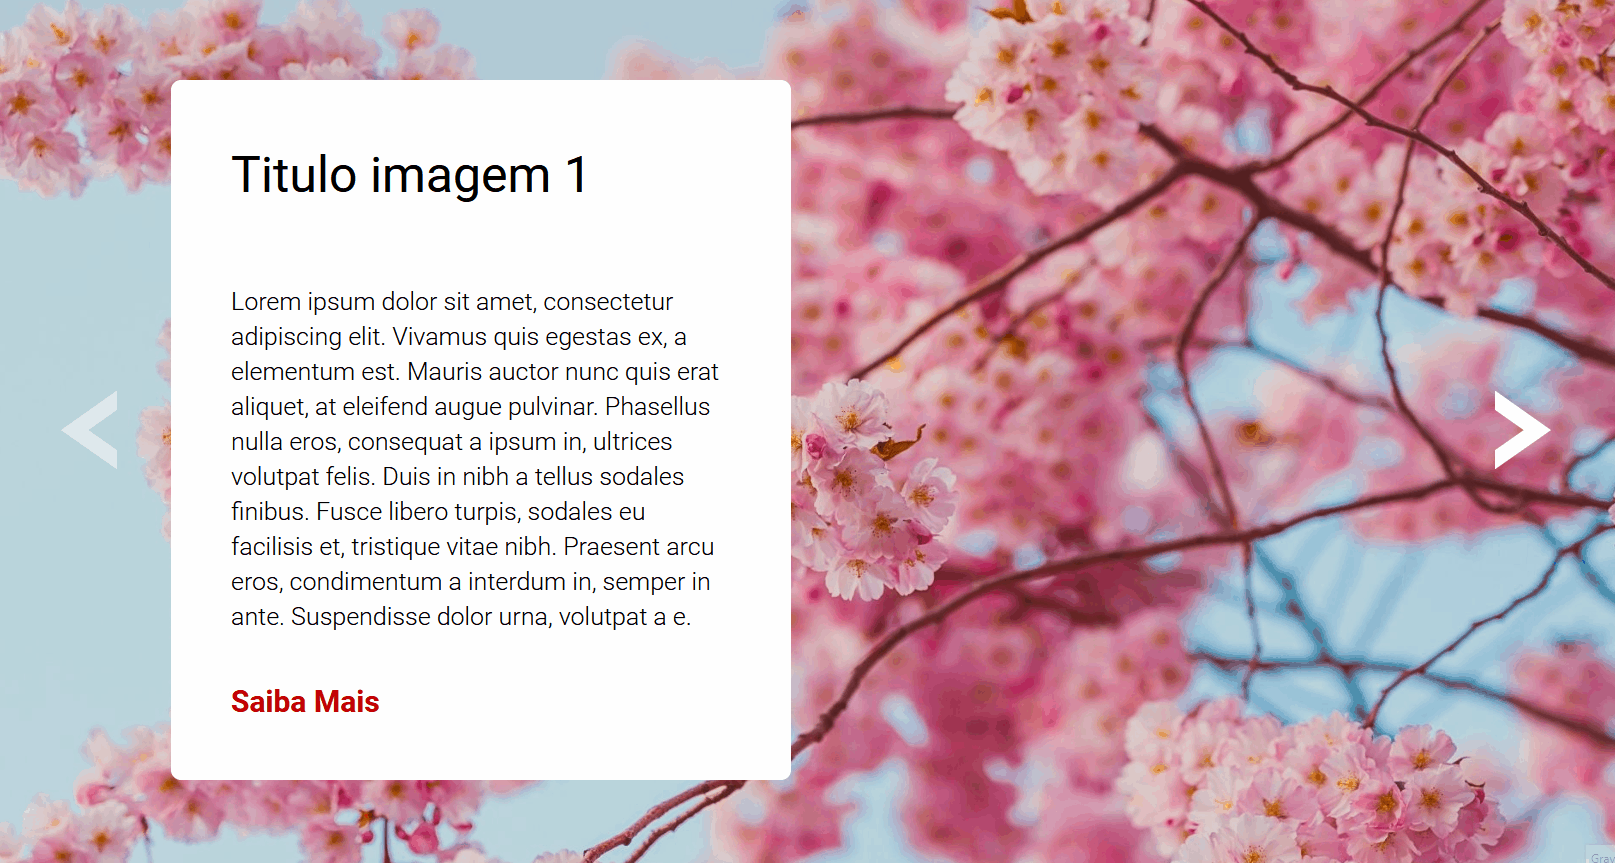 Titulo imagem 1
Lorem ipsum dolor sit amet, consectetur
adipiscing elit. Vivamus quis egestas ex, a
elementum est. Mauris auctor nunc quis erat
aliquet, at eleifend augue pulvinar. Phasellus
nulla eros, consequat a ipsum in, ultrices
volutpat felis. Duis in nibh a tellus sodales
finibus. Fusce libero turpis, sodales eu
facilisis et, tristique vitae nibh. Praesent arcu
eros, condimentum a interdum in, semper in
ante. Suspendisse dolor urna, volutpat a e.
Saiba Mais